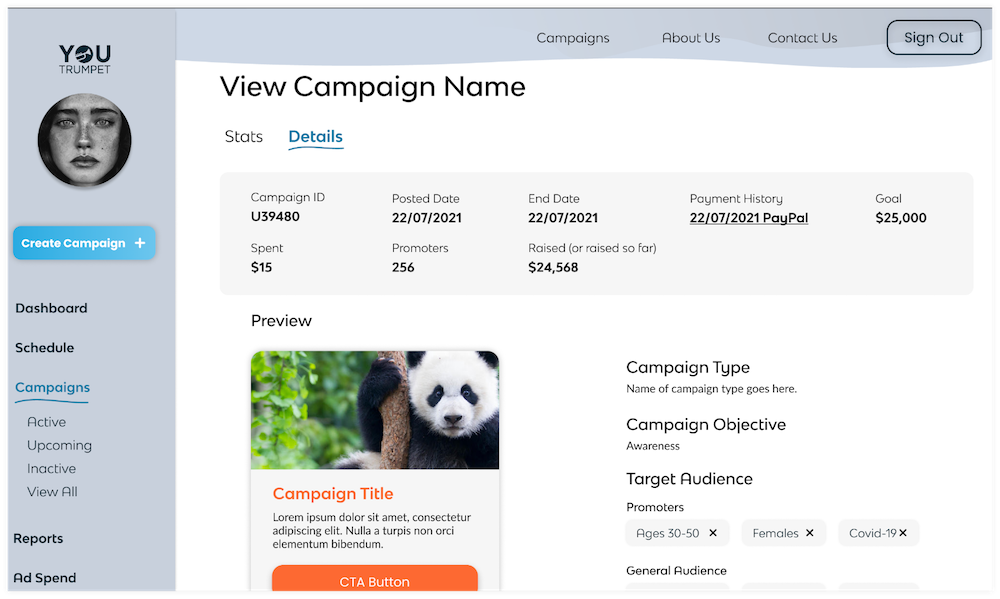 YOU
TRUMPET
Create Campaign +
Dashboard
Schedule
Campaigns
Active
Upcoming
Inactive
View All
Reports
Ad Spend
Campaigns About Us Contact Us Sign Out
View Campaign Name
Stats Details
Campaign ID Posted Date End Date Payment History Goal
U39480 22/07/2021 22/07/2021 22/07/2021 PayPal $25,000
Spent Promoters Raised (or raised so far)
$15 256 $24,568
Preview
Campaign Title
Lorem ipsum dolor sit amet, consectetur
adipiscing elit. Nulla a turpis non orci
elementum bibendum.
CTA Button
Campaign Type
Name of campaign type goes here.
Campaign Objective
Awareness
Target Audience
Promoters
Ages 30-50 ✕ Females ✕ Covid-19 ✕
General Audience